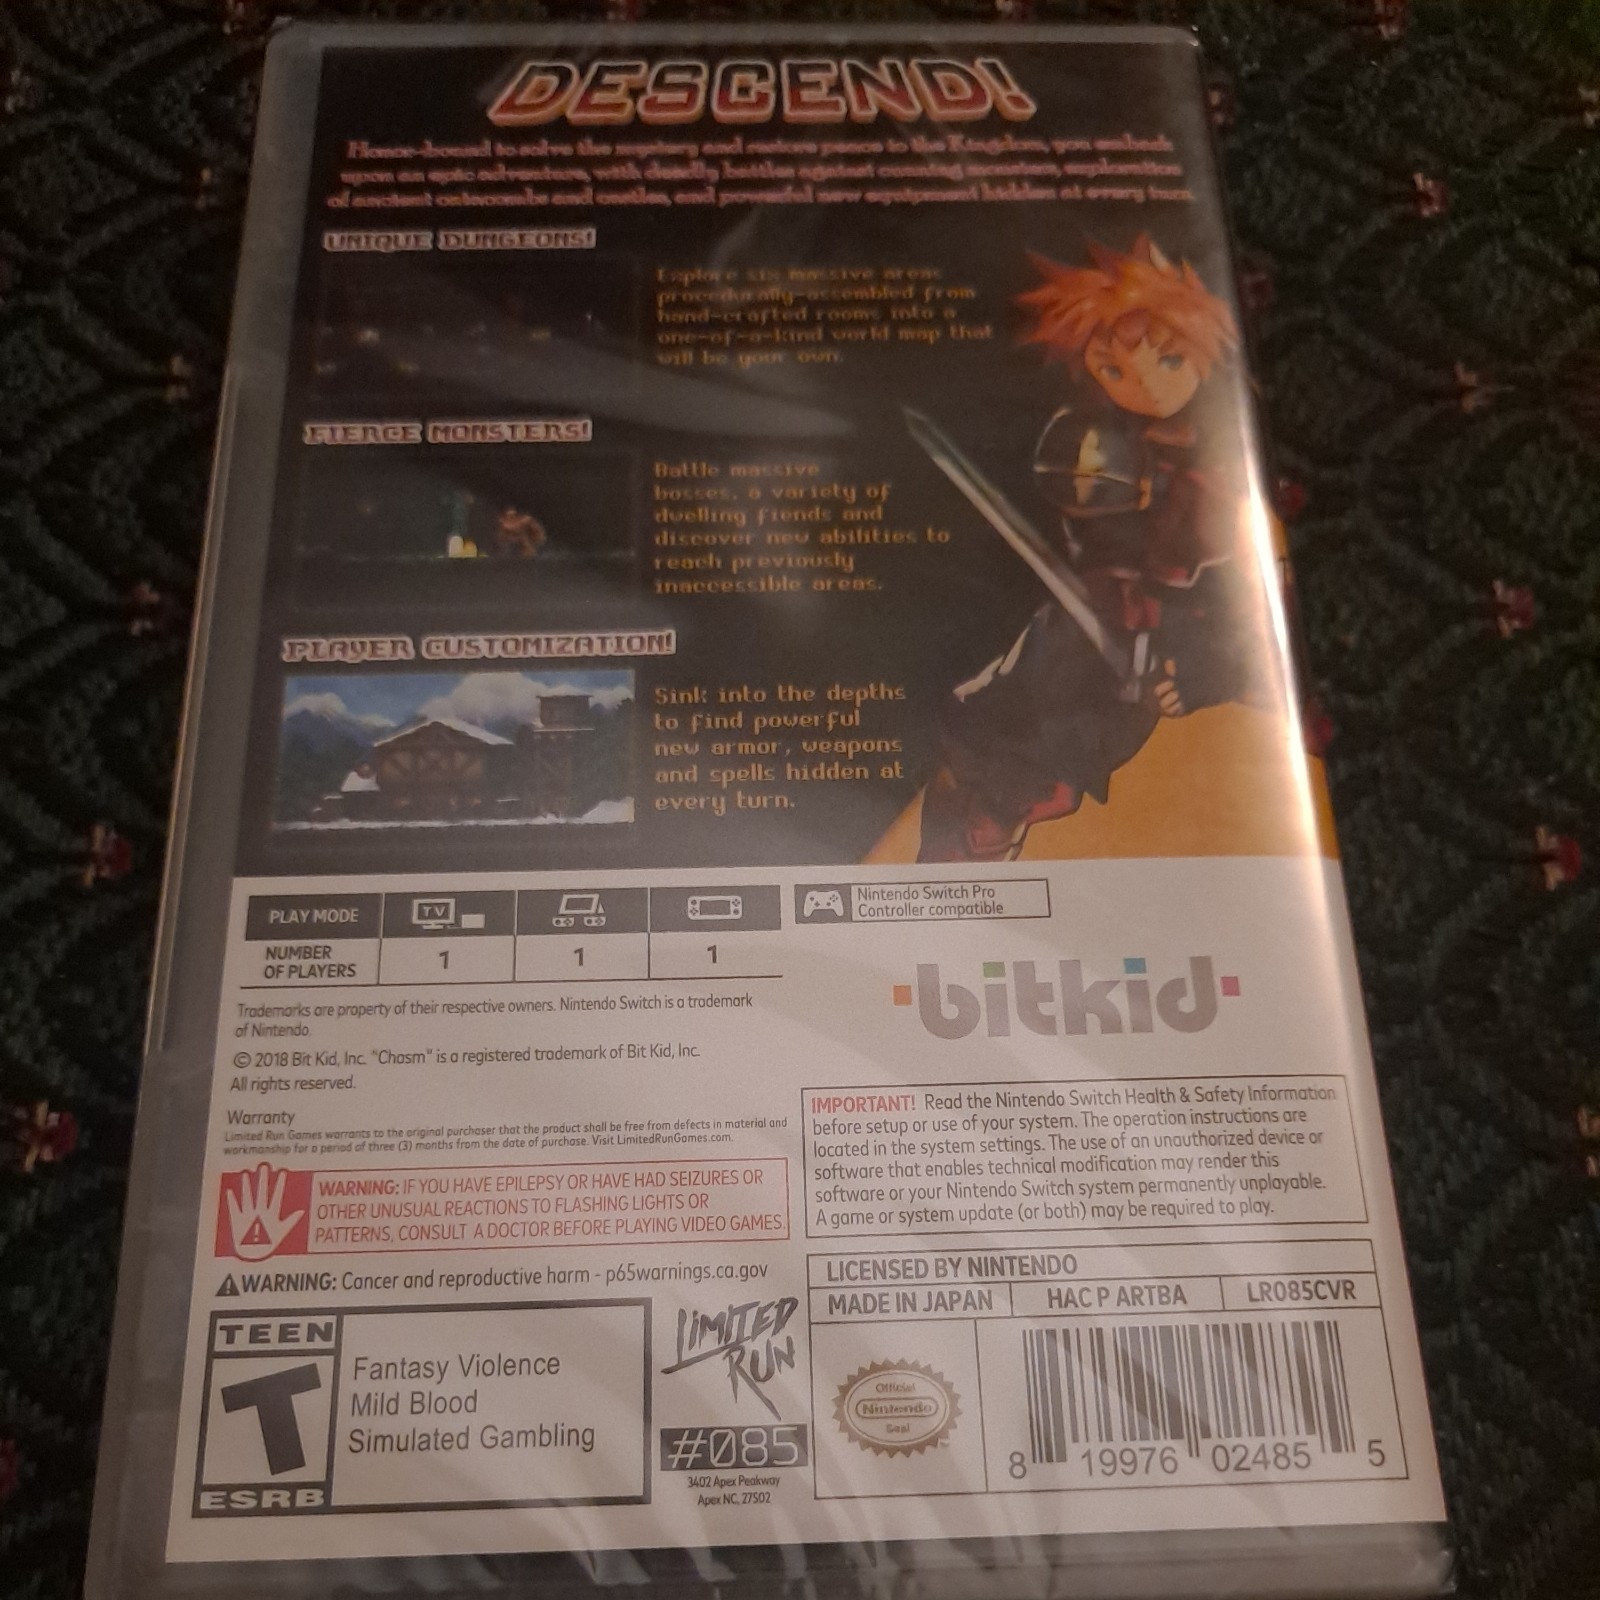 DESCEND!
Honor-bound to solve the mystery and restore peace to the Kingdom, you embark
upon an epic adventure, with deadly battles against cunning monsters, exploration
of ancient catacombs and castles, and powerful new equipment hidden at every turn.
UNIQUE DUNGEONS!
Explore six massive areas
procedurally-assembled from
hand-crafted rooms into a
one-of-a-kind world map that
will be your own.
FIERCE MONSTERS!
Battle massive
bosses, a variety of
dwelling fiends and
discover new abilities to
reach previously
inaccessible areas.
PLAYER CUSTOMIZATION!
Sink into the depths
to find powerful
new armor, weapons
and spells hidden at
every turn.
PLAY MODE
TV
NUMBER
OF PLAYERS
1
1
1
Nintendo Switch Pro
Controller compatible
bitkid
Trademarks are property of their respective owners. Nintendo Switch is a trademark
of Nintendo.
© 2018 Bit Kid, Inc. "Chasm" is a registered trademark of Bit Kid, Inc.
All rights reserved.
Warranty
Limited Run Games warrants to the original purchaser that the product shall be free from defects in material and
workmanship for a period of three (3) months from the date of purchase. Visit LimitedRunGames.com.
WARNING: IF YOU HAVE EPILEPSY OR HAVE HAD SEIZURES OR
OTHER UNUSUAL REACTIONS TO FLASHING LIGHTS OR
PATTERNS, CONSULT A DOCTOR BEFORE PLAYING VIDEO GAMES.
WARNING: Cancer and reproductive harm - p65warnings.ca.gov
IMPORTANT! Read the Nintendo Switch Health & Safety Information
before setup or use of your system. The operation instructions are
located in the system settings. The use of an unauthorized device or
software that enables technical modification may render this
software or your Nintendo Switch system permanently unplayable.
A game or system update (or both) may be required to play.
LICENSED BY NINTENDO
MADE IN JAPAN
HAC P ARTBA
LR085CVR
TEEN
T
ESRB
Fantasy Violence
Mild Blood
Simulated Gambling
LIMITED
RUN
#085
3402 Apex Peakway
Apex NC, 27502
Official
Nintendo
Seal
8 19976 02485 5